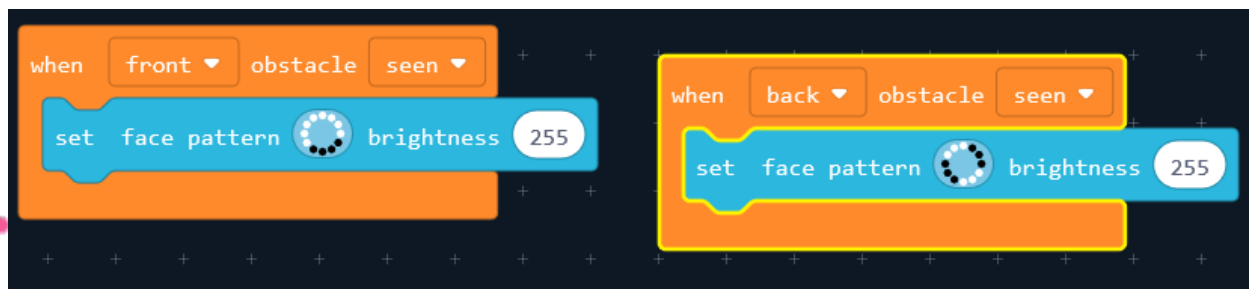 when front obstacle seen
set face pattern brightness 255
when back obstacle seen
set face pattern brightness 255